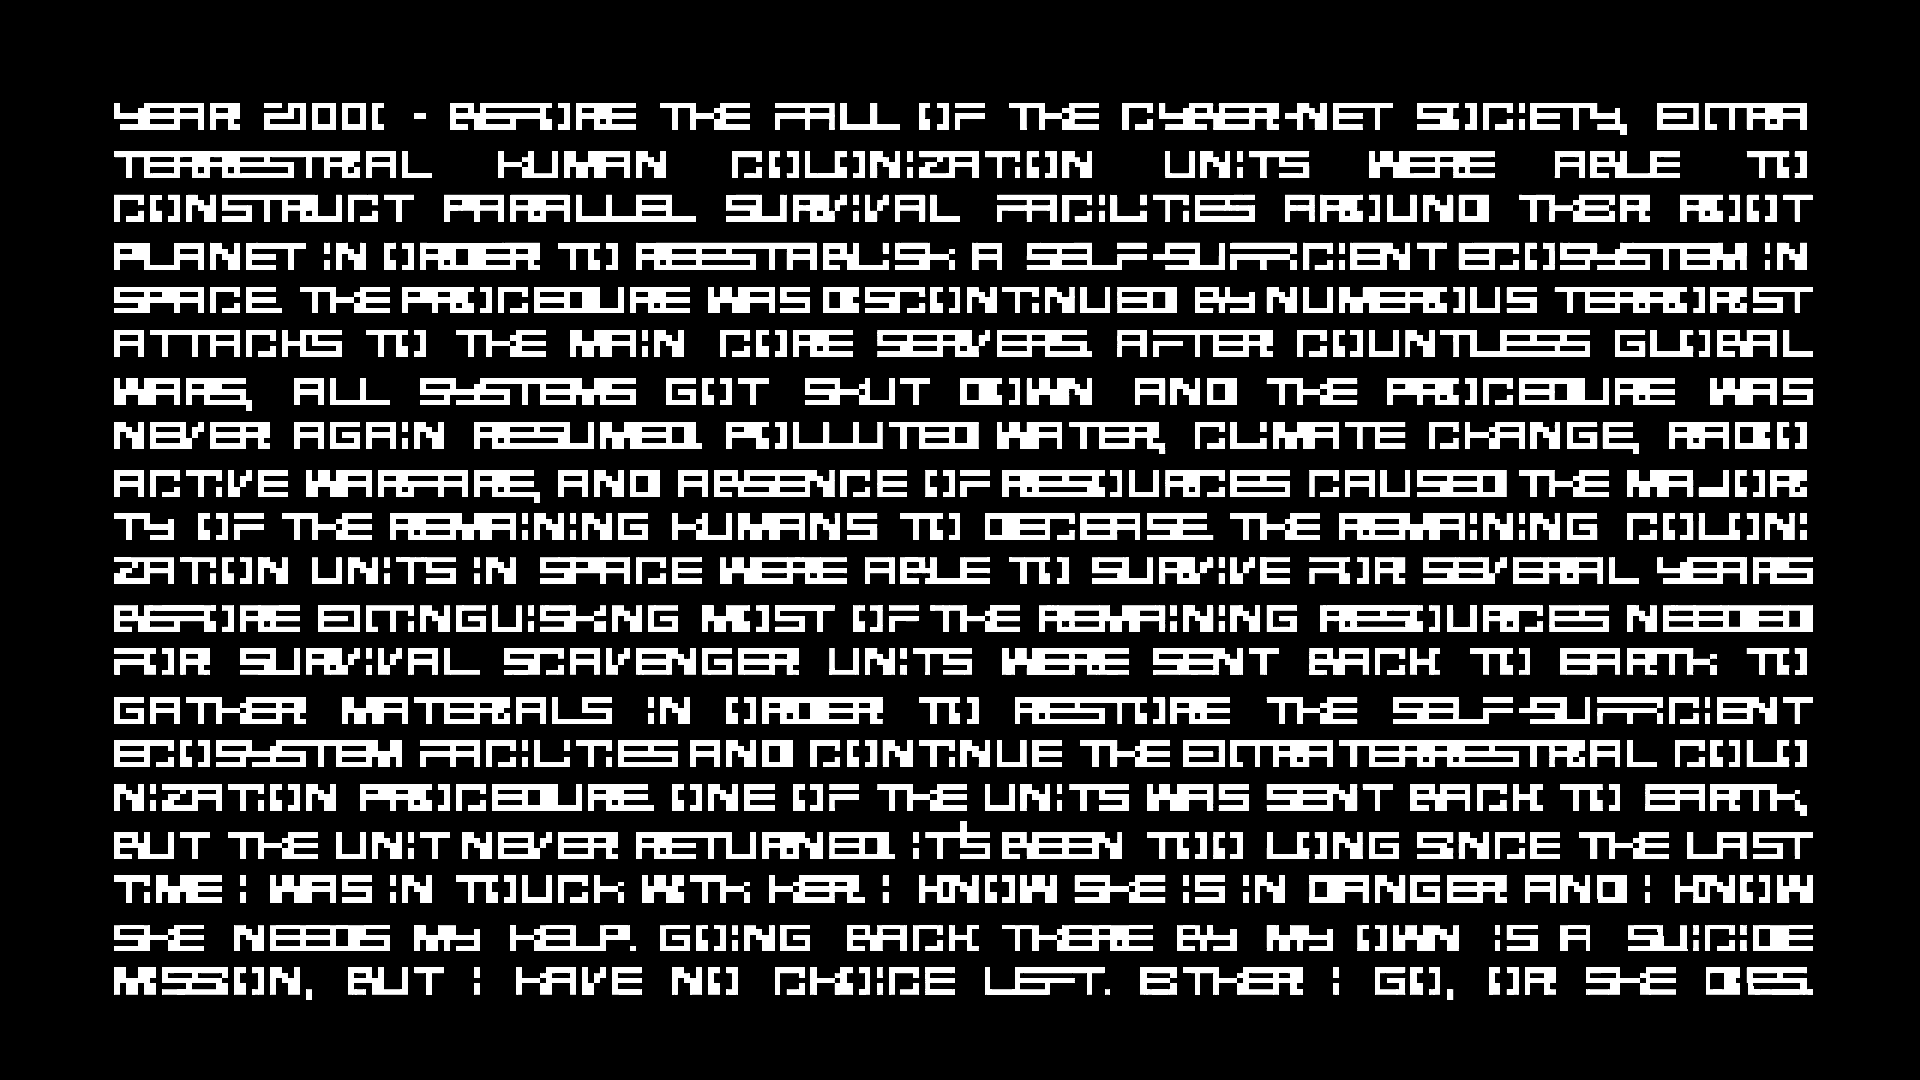 YEAR 20XX - BEFORE THE FALL OF THE CYBER-NET SOCIETY, EXTRA
TERRESTRIAL HUMAN COLONIZATION UNITS WERE ABLE TO
CONSTRUCT PARALLEL SURVIVAL FACILITIES AROUND THEIR ROOT
PLANET IN ORDER TO REESTABLISH A SELF-SUFFICIENT ECOSYSTEM IN
SPACE. THE PROCEDURE WAS DISCONTINUED BY NUMEROUS TERRORIST
ATTACKS TO THE MAIN CORE SERVERS. AFTER COUNTLESS GLOBAL
WARS, ALL SYSTEMS GOT SHUT DOWN AND THE PROCEDURE WAS
NEVER AGAIN RESUMED. POLLUTED WATER, CLIMATE CHANGE, RADIO
ACTIVE WARFARE, AND ABSENCE OF RESOURCES CAUSED THE MAJORI
TY OF THE REMAINING HUMANS TO DECEASE. THE REMAINING COLONI
ZATION UNITS IN SPACE WERE ABLE TO SURVIVE FOR SEVERAL YEARS
BEFORE EXTINGUISHING MOST OF THE REMAINING RESOURCES NEEDED
FOR SURVIVAL. SCAVENGER UNITS WERE SENT BACK TO EARTH TO
GATHER MATERIALS IN ORDER TO RESTORE THE SELF-SUFFICIENT
ECOSYSTEM FACILITIES AND CONTINUE THE EXTRATERRESTRIAL COLO
NIZATION PROCEDURE. ONE OF THE UNITS WAS SENT BACK TO EARTH,
BUT THE UNIT NEVER RETURNED. IT'S BEEN TOO LONG SINCE THE LAST
TIME I WAS IN TOUCH WITH HER. I KNOW SHE IS IN DANGER AND I KNOW
SHE NEEDS MY HELP. GOING BACK THERE BY MY OWN IS A SUICIDE
MISSION, BUT I HAVE NO CHOICE LEFT. EITHER I GO, OR SHE DIES.